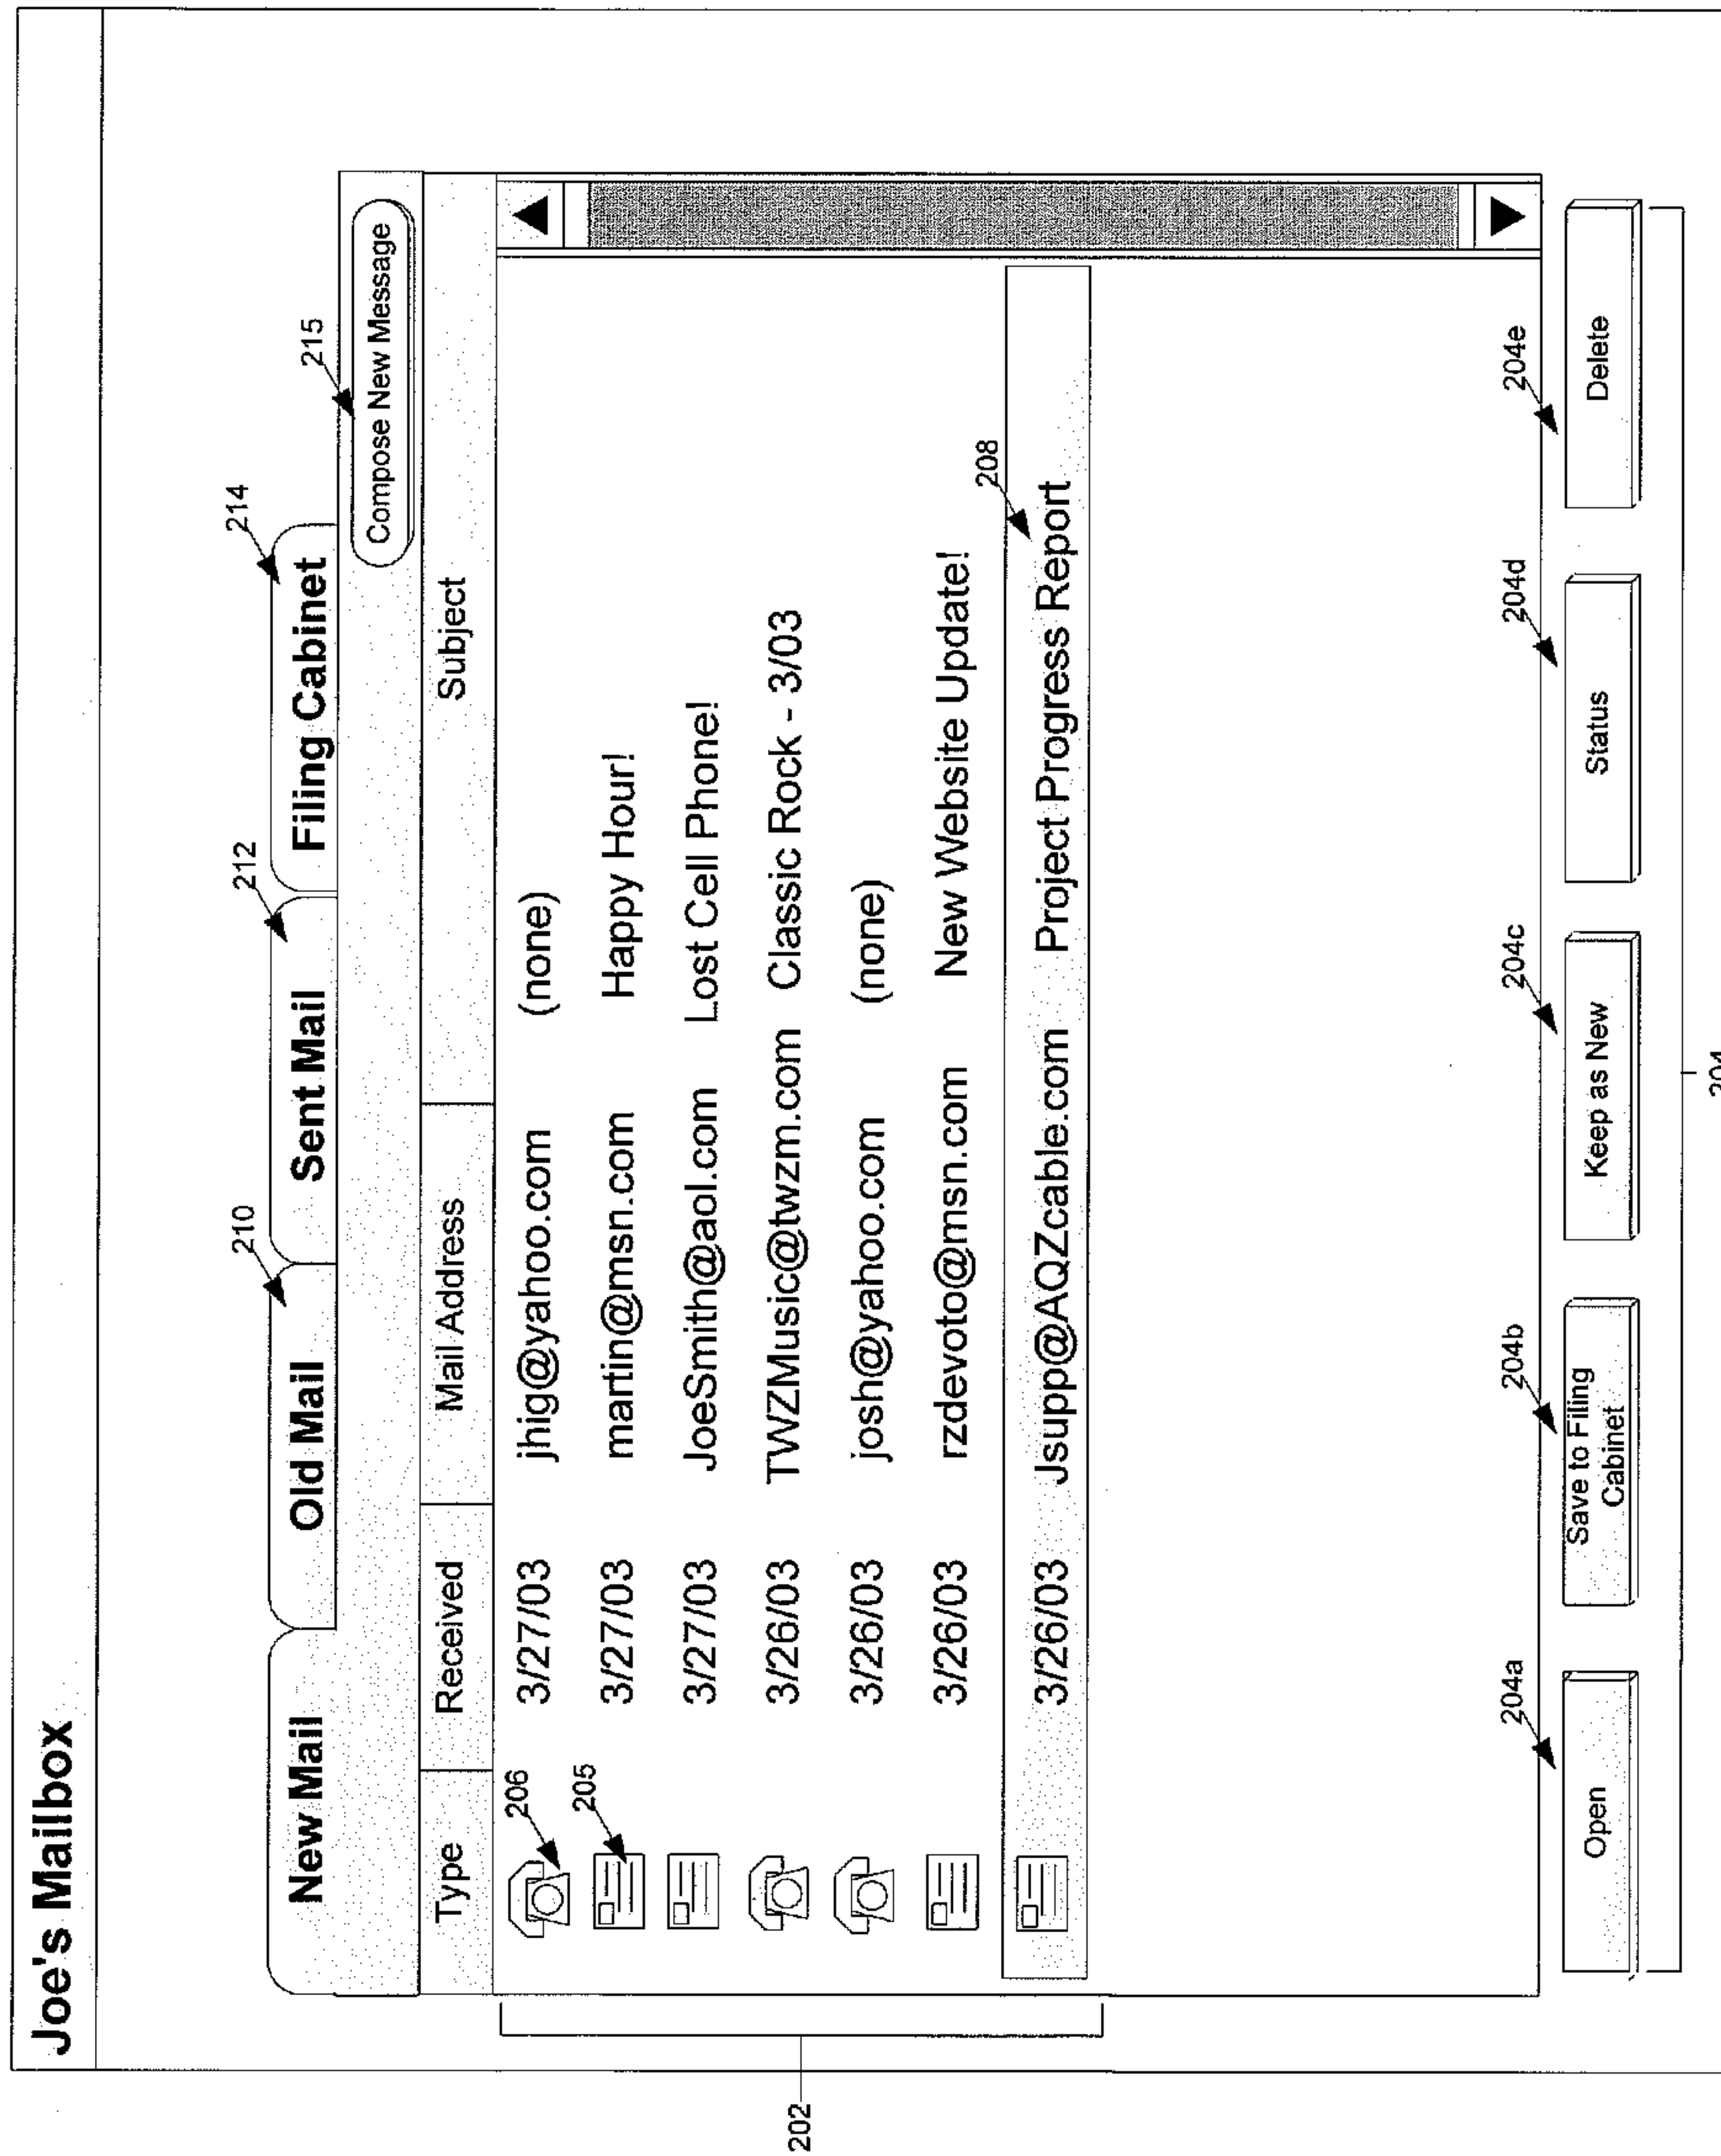 Joe's Mailbox
210
212
214
215
New Mail
Old Mail
Sent Mail
Filing Cabinet
Compose New Message
Type Received Mail Address Subject
206
3/27/03 jhig@yahoo.com (none)
205
3/27/03 martin@msn.com Happy Hour!
3/27/03 JoeSmith@aol.com Lost Cell Phone!
3/26/03 TWZMusic@twzm.com Classic Rock - 3/03
3/26/03 josh@yahoo.com (none)
3/26/03 rzdevoto@msn.com New Website Update!
208
3/26/03 Jsupp@AQZcable.com Project Progress Report
202
204a
204b
204c
204d
204e
Open
Save to Filing
Cabinet
Keep as New
Status
Delete
204